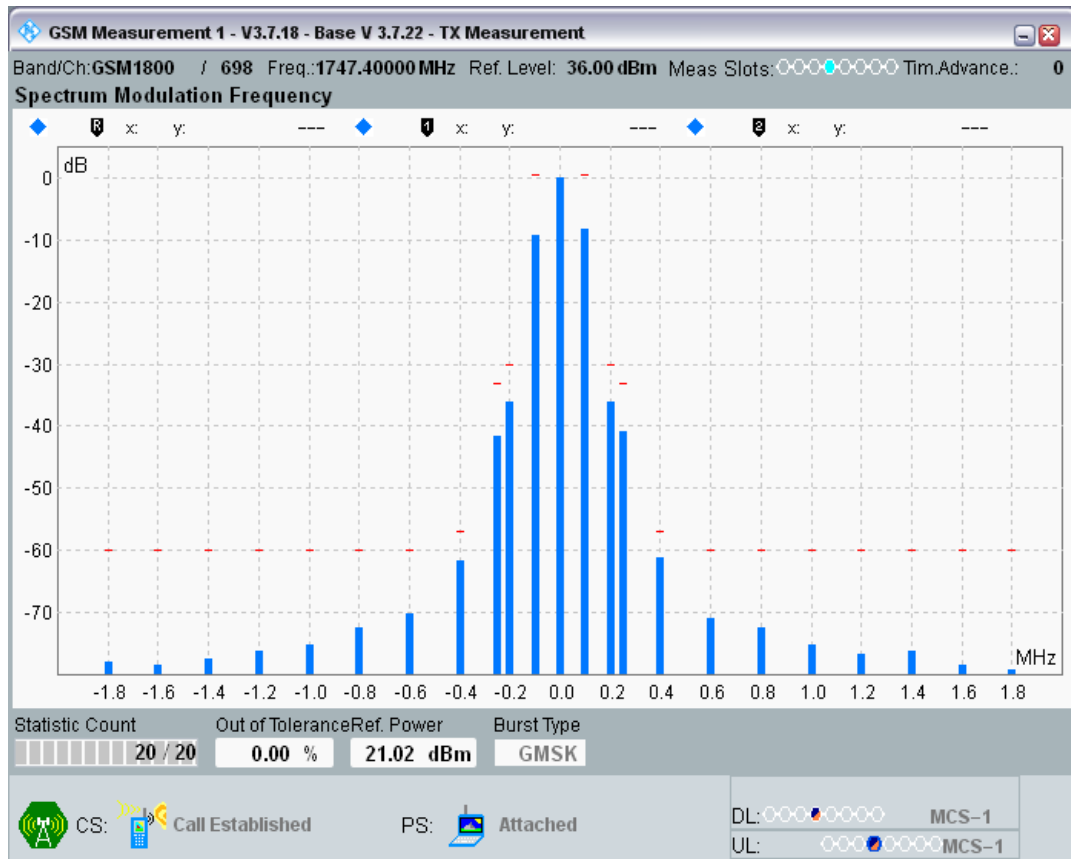 GSM Measurement 1 - V3.7.18 - Base V 3.7.22 - TX Measurement
Band/Ch:GSM1800 / 698 Freq.:1747.40000 MHz Ref. Level: 36.00 dBm Meas Slots: Tim.Advance.: 0
Spectrum Modulation Frequency
R x: y: --- 1 x: y: --- 2 x: y: ---
dB
0
-10
-20
-30
-40
-50
-60
-70
MHz
-1.8 -1.6 -1.4 -1.2 -1.0 -0.8 -0.6 -0.4 -0.2 0.0 0.2 0.4 0.6 0.8 1.0 1.2 1.4 1.6 1.8
Statistic Count Out of Tolerance Ref. Power Burst Type
20 / 20 0.00 % 21.02 dBm GMSK
CS: Call Established PS: Attached DL: MCS-1
UL: MCS-1